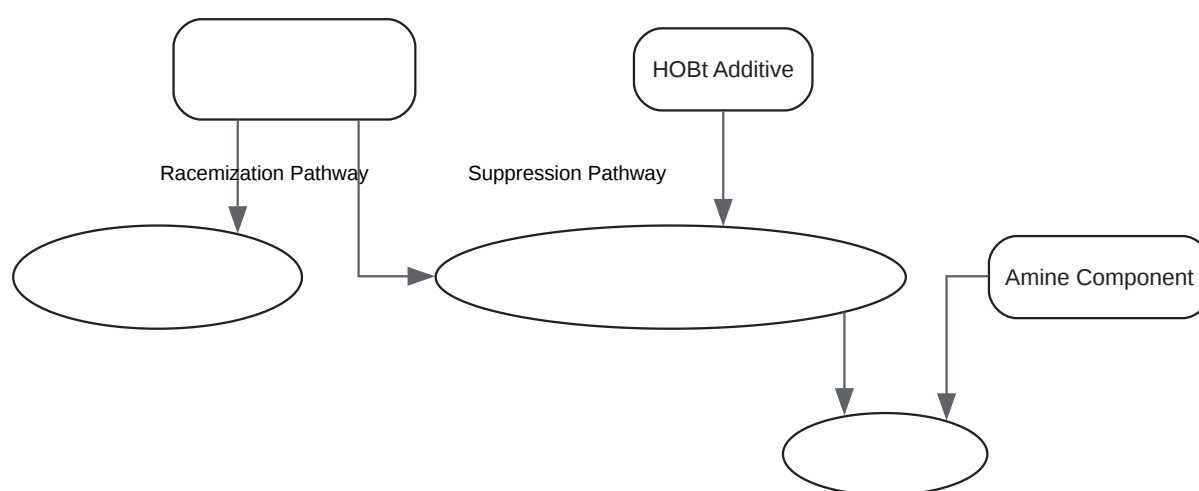 HOBt Additive
Racemization Pathway
Suppression Pathway
Amine Component